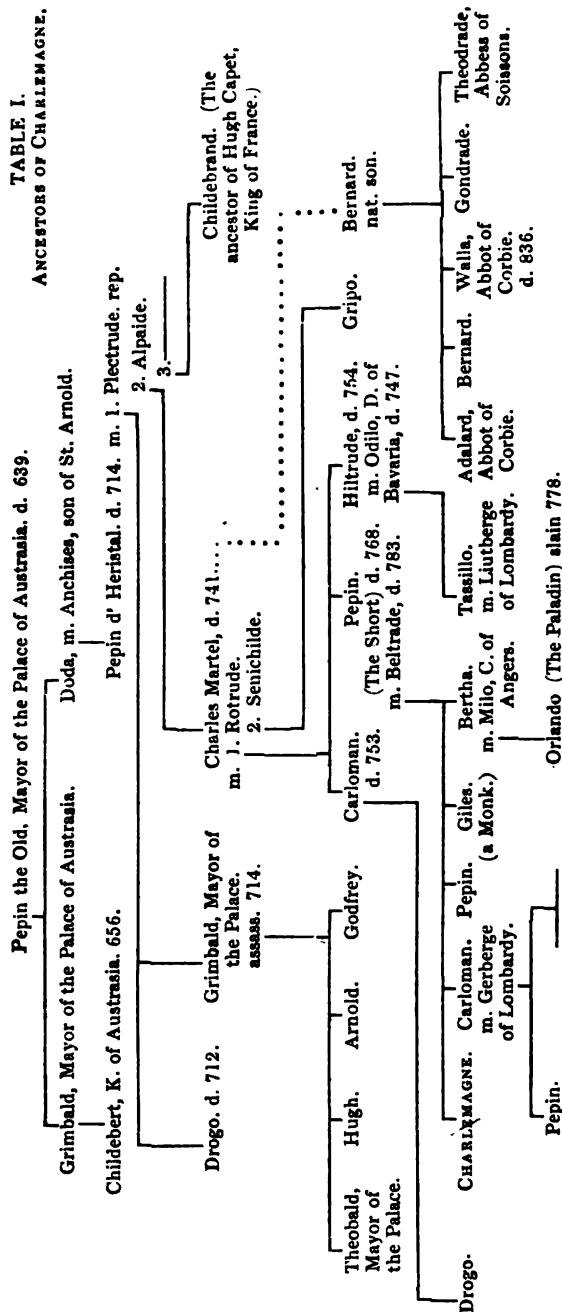 TABLE I.
ANCESTORS OF CHARLEMAGNE.
Pepin the Old, Mayor of the Palace of Austrasia. d. 639.
Grimbald, Mayor of the Palace of Austrasia.
Doda, m. Anchises, son of St. Arnold.
Childebert, K. of Austrasia. 656.
Pepin d' Heristal. d. 714. m. 1. Plectrude. rep.
2. Alpaide.
3.
Drogo. d. 712.
Grimbald, Mayor of
the Palace.
assass. 714.
Charles Martel, d. 741....
m. 1. Rotrude.
2. Senichilde.
Childebrand. (The
ancestor of Hugh Capet,
King of France.)
Theobald,
Mayor of
the Palace.
Hugh.
Arnold.
Godfrey.
Carloman.
d. 753.
Pepin.
(The Short) d. 768.
m. Beltrade, d. 783.
Hiltrude, d. 754.
m. Odilo, D. of
Bavaria, d. 747.
Gripo.
Bernard.
nat. son.
Drogo.
CHARLEMAGNE.
Carloman.
m. Gerberge
of Lombardy.
Pepin.
Giles.
(a Monk.)
Bertha.
m. Milo, C. of
Angers.
Tassillo.
m. Liutberge
of Lombardy.
Adalard,
Abbot of
Corbie.
Bernard.
Walla,
Abbot of
Corbie.
d. 836.
Gondrade.
Theodrade,
Abbess of
Soissons.
Pepin.
Orlando (The Paladin) slain 778.